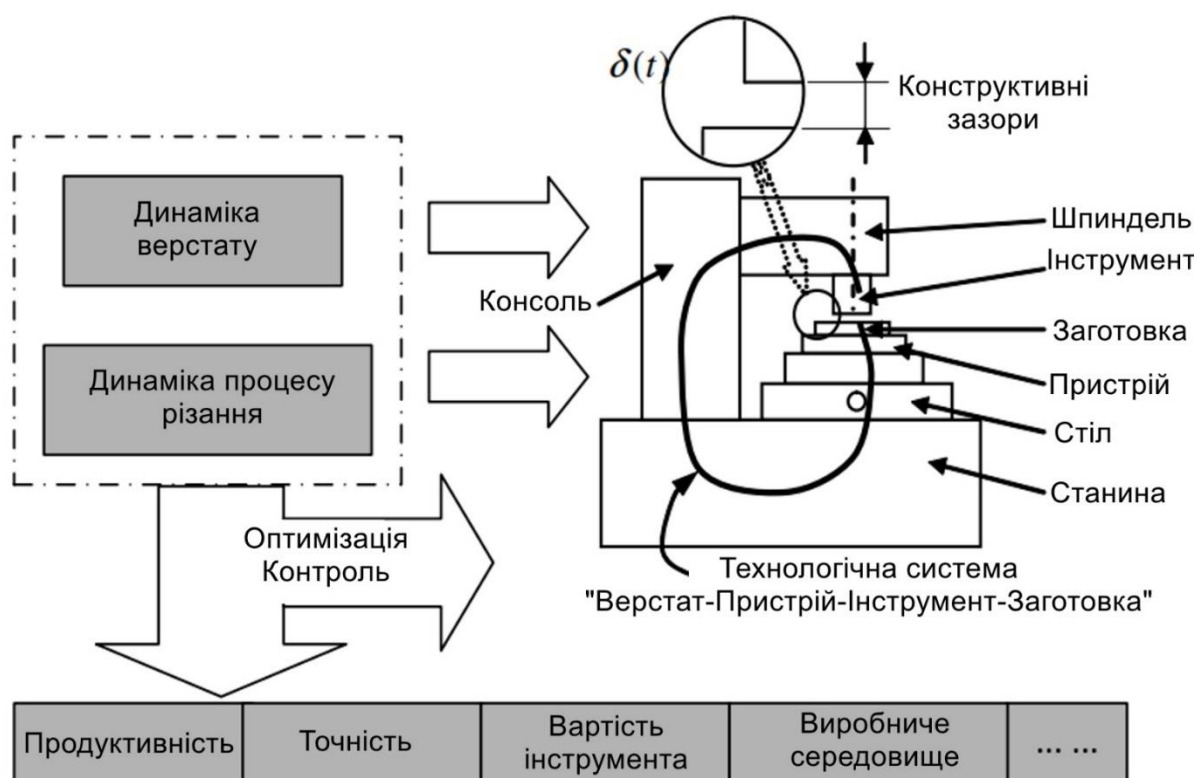 δ(t)
Конструктивні
зазори
Динаміка
верстату
Шпиндель
Інструмент
Консоль
Заготовка
Динаміка процесу
різання
Пристрій
Стіл
Станина
Оптимізація
Контроль
Технологічна система
"Верстат-Пристрій-Інструмент-Заготовка"
Продуктивність
Точність
Вартість
інструмента
Виробниче
середовище
... ...